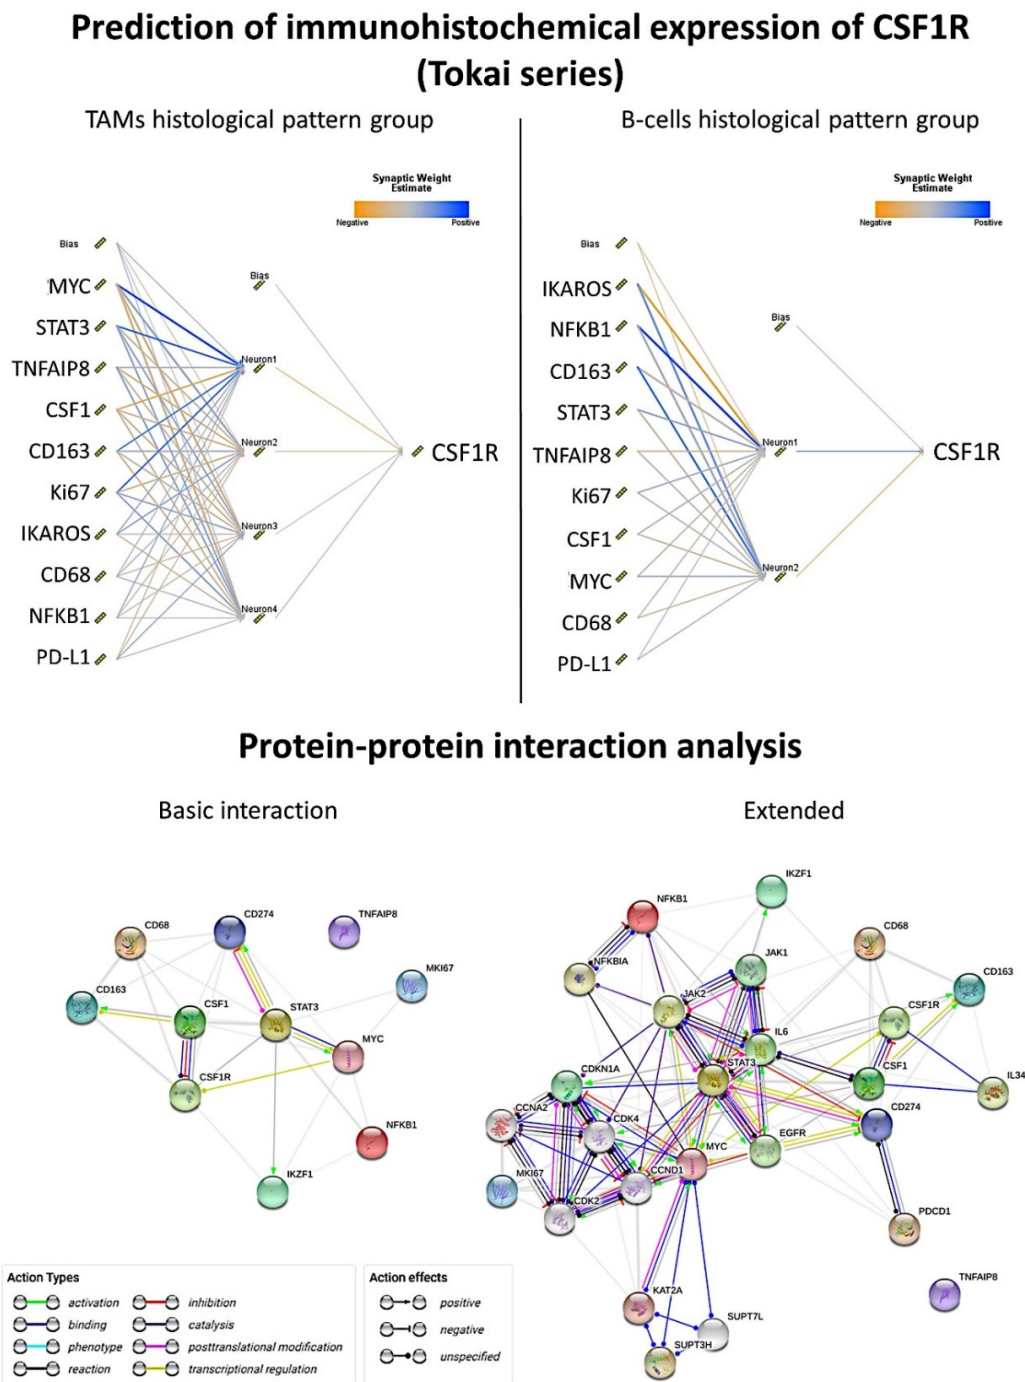 Prediction of immunohistochemical expression of CSF1R
(Tokai series)
TAMs histological pattern group
Synaptic Weight
Estimate
Negative
Positive
Bias
MYC
STAT3
TNFAIP8
CSF1
CD163
Ki67
IKAROS
CD68
NFKB1
PD-L1
Bias
Neuron1
Neuron2
Neuron3
Neuron4
CSF1R
B-cells histological pattern group
Synaptic Weight
Estimate
Negative
Positive
Bias
IKAROS
NFKB1
CD163
STAT3
TNFAIP8
Ki67
CSF1
MYC
CD68
PD-L1
Bias
Neuron1
Neuron2
CSF1R
Protein-protein interaction analysis
Basic interaction
CD68
CD274
TNFAIP8
CD163
MKI67
CSF1
STAT3
MYC
CSF1R
NFKB1
IKZF1
Extended
IKZF1
NFKB1
CD68
NFKBIA
JAK1
CD163
JAK2
CSF1R
IL6
STAT3
CSF1
IL34
CDKN1A
CCNA2
CDK4
CD274
MYC
EGFR
CCND1
MKI67
CDK2
PDCD1
TNFAIP8
KAT2A
SUPT7L
SUPT3H
Action Types
activation
inhibition
binding
catalysis
phenotype
posttranslational modification
reaction
transcriptional regulation
Action effects
positive
negative
unspecified